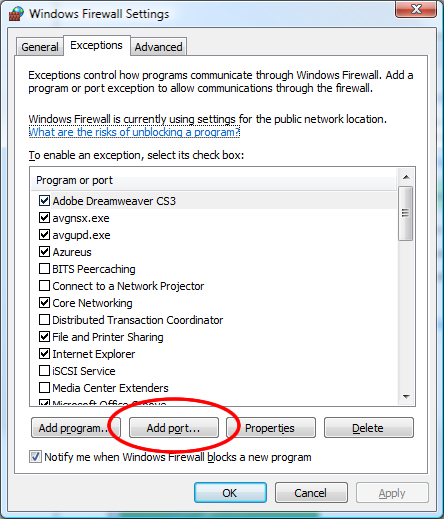 Windows Firewall Settings
General Exceptions Advanced
Exceptions control how programs communicate through Windows Firewall. Add a
program or port exception to allow communications through the firewall.
Windows Firewall is currently using settings for the public network location.
What are the risks of unblocking a program?
To enable an exception, select its check box:
Program or port
Adobe Dreamweaver CS3
avgnsx.exe
avgupd.exe
Azureus
BITS Peercaching
Connect to a Network Projector
Core Networking
Distributed Transaction Coordinator
File and Printer Sharing
Internet Explorer
iSCSI Service
Media Center Extenders
Microsoft Office Groove
Add program... Add port... Properties Delete
Notify me when Windows Firewall blocks a new program
OK Cancel Apply